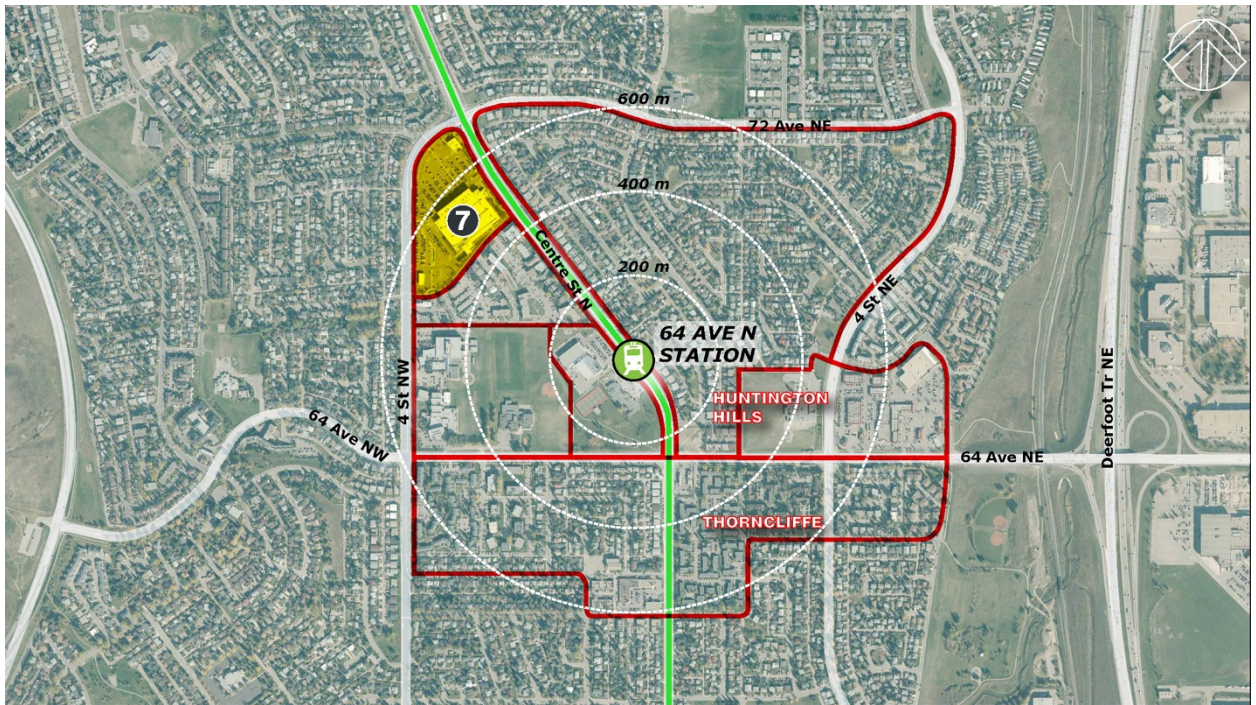 600 m
72 Ave NE
400 m
7
200 m
Centre St N
4 St NE
64 AVE N
STATION
4 St NW
HUNTINGTON
HILLS
64 Ave NW
64 Ave NE
Deerfoot Tr NE
THORNCLIFFE